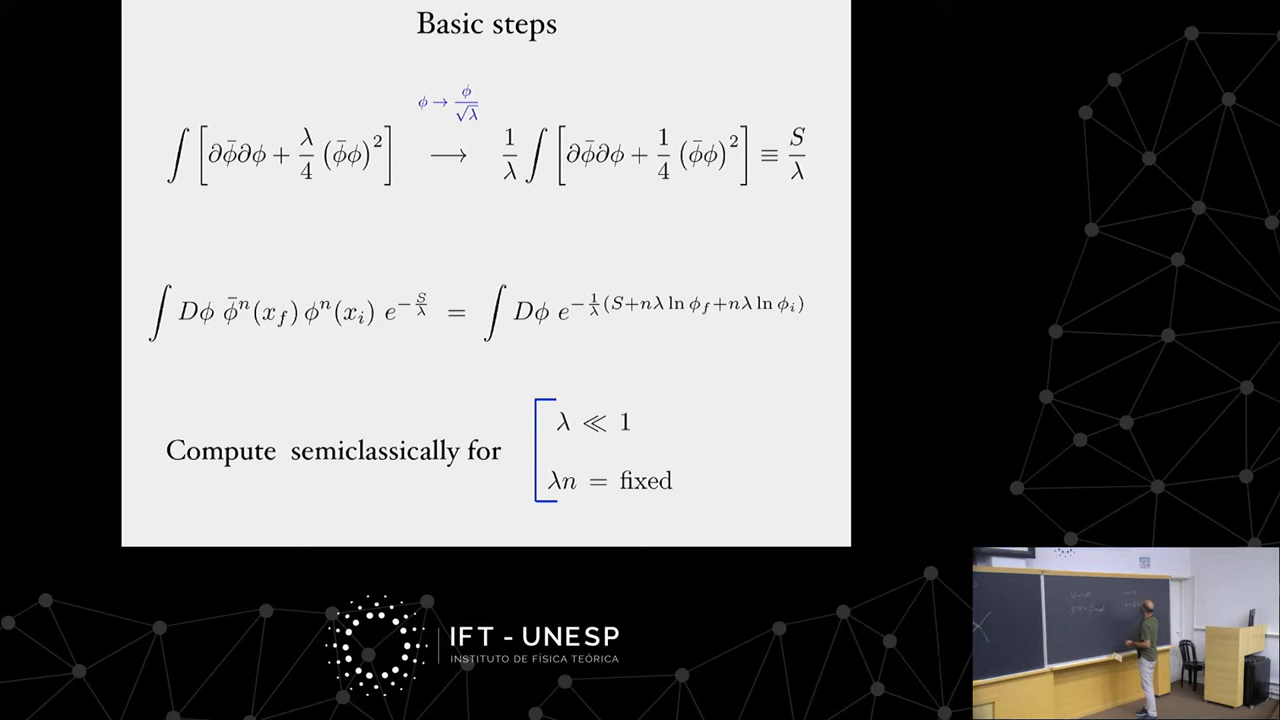 Basic steps
ϕ → ϕ/√λ
∫ [∂ϕ̄∂ϕ + λ/4 (ϕ̄ϕ)²] ⟶ 1/λ ∫ [∂ϕ̄∂ϕ + 1/4 (ϕ̄ϕ)²] ≡ S/λ
∫ Dϕ ϕ̄ⁿ(x_f) ϕⁿ(x_i) e^{−S/λ} = ∫ Dϕ e^{−1/λ(S+nλ ln ϕ_f+nλ ln ϕ_i)}
λ ≪ 1
Compute semiclassically for
λn = fixed
IFT - UNESP
INSTITUTO DE FÍSICA TEÓRICA